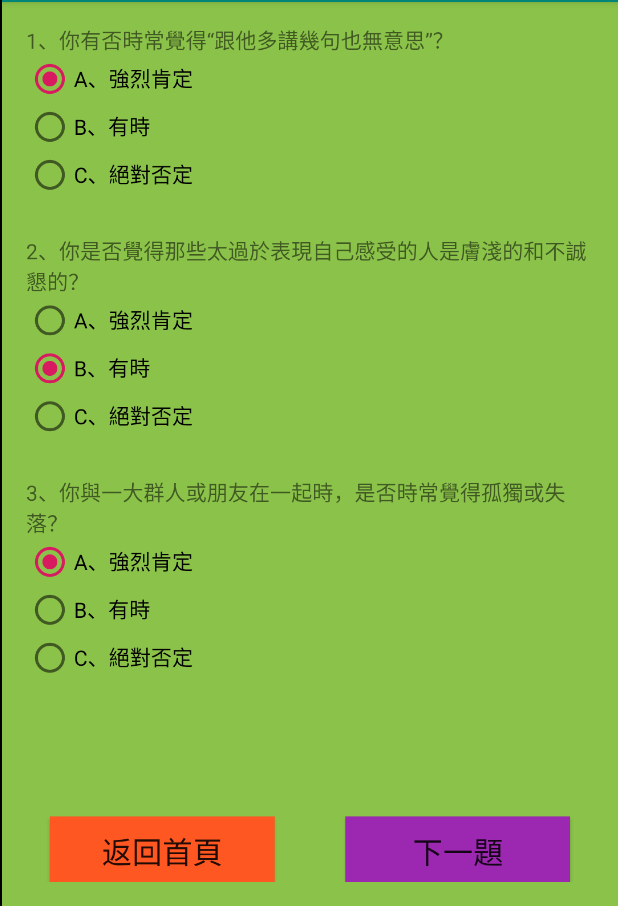 1、你有否時常覺得“跟他多講幾句也無意思”?
A、強烈肯定
B、有時
C、絕對否定
2、你是否覺得那些太過於表現自己感受的人是膚淺的和不誠
懇的?
A、強烈肯定
B、有時
C、絕對否定
3、你與一大群人或朋友在一起時，是否時常覺得孤獨或失
落?
A、強烈肯定
B、有時
C、絕對否定
返回首頁
下一題